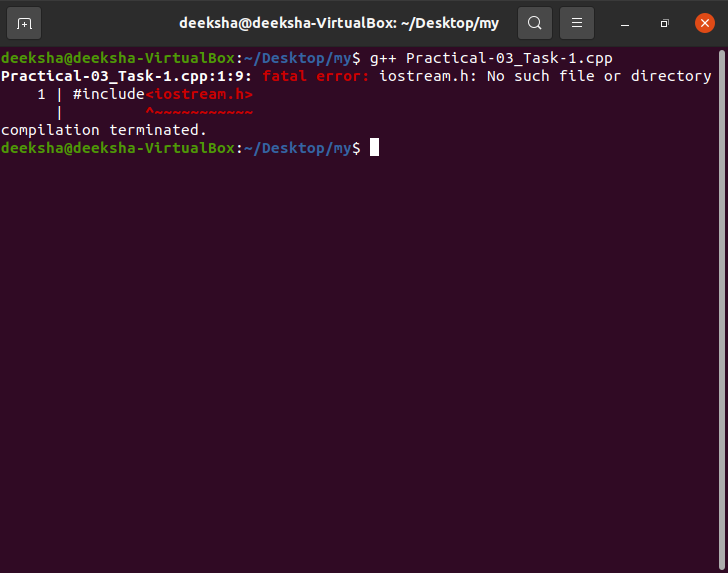 deeksha@deeksha-VirtualBox: ~/Desktop/my
deeksha@deeksha-VirtualBox:~/Desktop/my$ g++ Practical-03_Task-1.cpp
Practical-03_Task-1.cpp:1:9: fatal error: iostream.h: No such file or directory
    1 | #include<iostream.h>
      |         ^~~~~~~~~~~~
compilation terminated.
deeksha@deeksha-VirtualBox:~/Desktop/my$